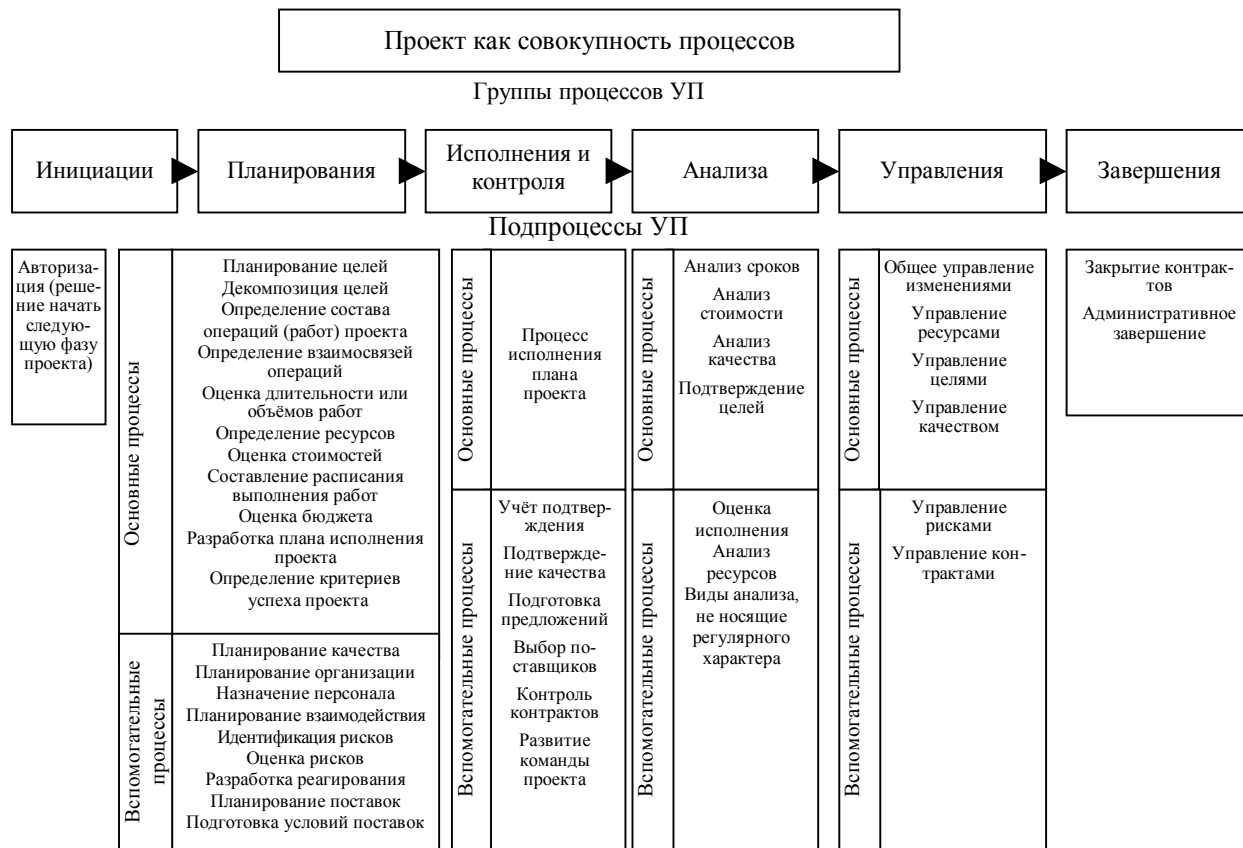 Проект как совокупность процессов
Группы процессов УП
Инициации
Планирования
Исполнения и
контроля
Анализа
Управления
Завершения
Подпроцессы УП
Авториза-
ция (решe-
ние начать
следую-
щую фазу
проекта)
Основные процессы
Планирование целей
Декомпозиция целей
Определение состава
операций (работ) проекта
Определение взаимосвязей
операций
Оценка длительности или
объёмов работ
Определение ресурсов
Оценка стоимостей
Составление расписания
выполнения работ
Оценка бюджета
Разработка плана исполнения
проекта
Определение критериев
успеха проекта
Вспомогательные
процессы
Планирование качества
Планирование организации
Назначение персонала
Планирование взаимодействия
Идентификация рисков
Оценка рисков
Разработка реагирования
Планирование поставок
Подготовка условий поставок
Основные процессы
Процесс
исполнения
плана
проекта
Вспомогательные процессы
Учёт подтвер-
ждения
Подтвержде-
ние качества
Подготовка
предложений
Выбор по-
ставщиков
Контроль
контрактов
Развитие
команды
проекта
Основные процессы
Анализ сроков
Анализ
стоимости
Анализ
качества
Подтверждение
целей
Вспомогательные процессы
Оценка
исполнения
Анализ
ресурсов
Виды анализа,
не носящие
регулярного
характера
Основные процессы
Общее управление
изменениями
Управление
ресурсами
Управление
целями
Управление
качеством
Вспомогательные процессы
Управление
рисками
Управление кон-
трактами
Закрытие контрак-
тов
Административное
завершение